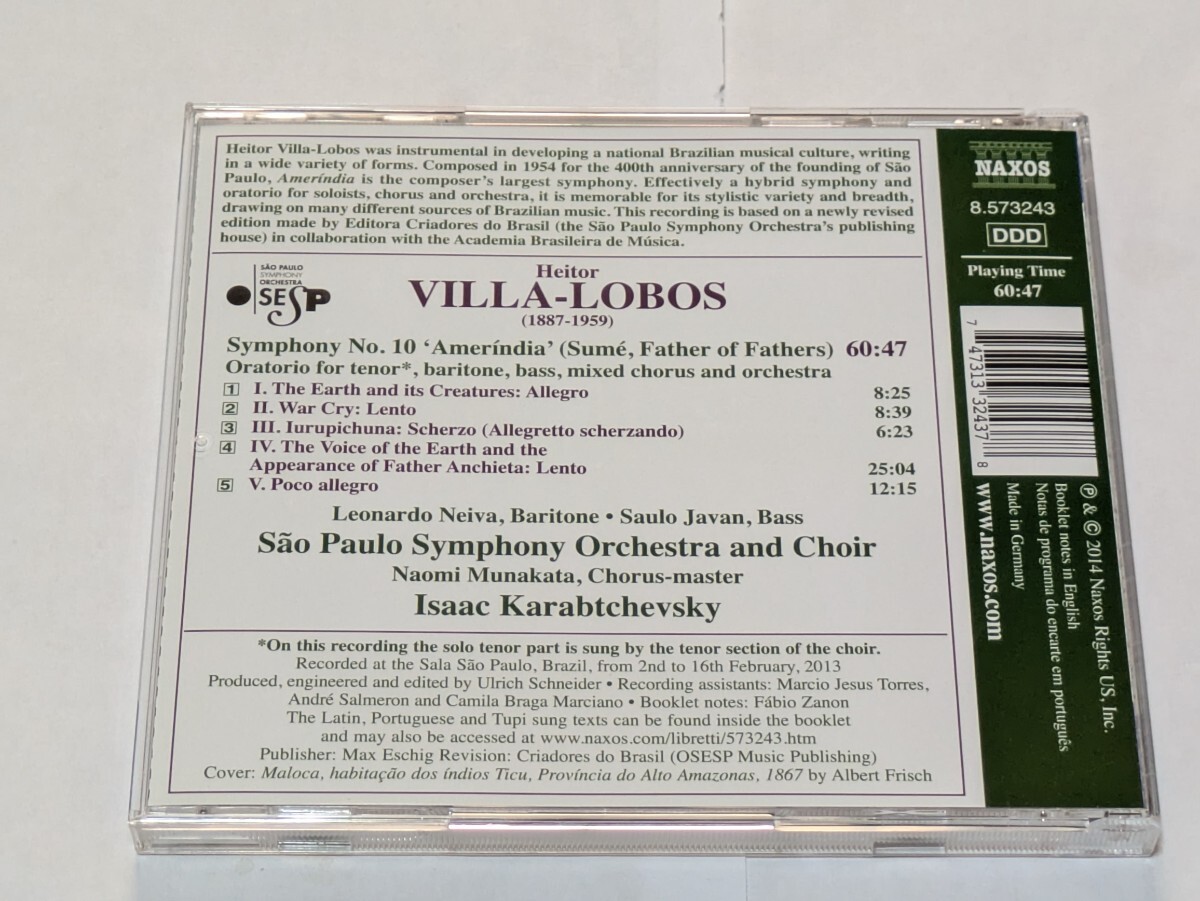 Heitor Villa-Lobos was instrumental in developing a national Brazilian musical culture, writing
in a wide variety of forms. Composed in 1954 for the 400th anniversary of the founding of São
Paulo, Ameríndia is the composer's largest symphony. Effectively a hybrid symphony and
oratorio for soloists, chorus and orchestra, it is memorable for its stylistic variety and breadth,
drawing on many different sources of Brazilian music. This recording is based on a newly revised
edition made by Editora Criadores do Brasil (the São Paulo Symphony Orchestra's publishing
house) in collaboration with the Academia Brasileira de Música.
SÃO PAULO
SYMPHONY
ORCHESTRA
OSESP
Heitor
VILLA-LOBOS
(1887-1959)
Symphony No. 10 'Ameríndia' (Sumé, Father of Fathers) 60:47
Oratorio for tenor*, baritone, bass, mixed chorus and orchestra
1 I. The Earth and its Creatures: Allegro 8:25
2 II. War Cry: Lento 8:39
3 III. Iurupichuna: Scherzo (Allegretto scherzando) 6:23
4 IV. The Voice of the Earth and the
Appearance of Father Anchieta: Lento 25:04
5 V. Poco allegro 12:15
Leonardo Neiva, Baritone • Saulo Javan, Bass
São Paulo Symphony Orchestra and Choir
Naomi Munakata, Chorus-master
Isaac Karabtchevsky
*On this recording the solo tenor part is sung by the tenor section of the choir.
Recorded at the Sala São Paulo, Brazil, from 2nd to 16th February, 2013
Produced, engineered and edited by Ulrich Schneider • Recording assistants: Marcio Jesus Torres,
André Salmeron and Camila Braga Marciano • Booklet notes: Fábio Zanon
The Latin, Portuguese and Tupi sung texts can be found inside the booklet
and may also be accessed at www.naxos.com/libretti/573243.htm
Publisher: Max Eschig Revision: Criadores do Brasil (OSESP Music Publishing)
Cover: Maloca, habitação dos índios Ticu, Província do Alto Amazonas, 1867 by Albert Frisch
NAXOS
8.573243
DDD
Playing Time
60:47
7 47313 32437 8
℗ & © 2014 Naxos Rights US, Inc.
Booklet notes in English
Notas de programa do encarte em português
Made in Germany
www.naxos.com